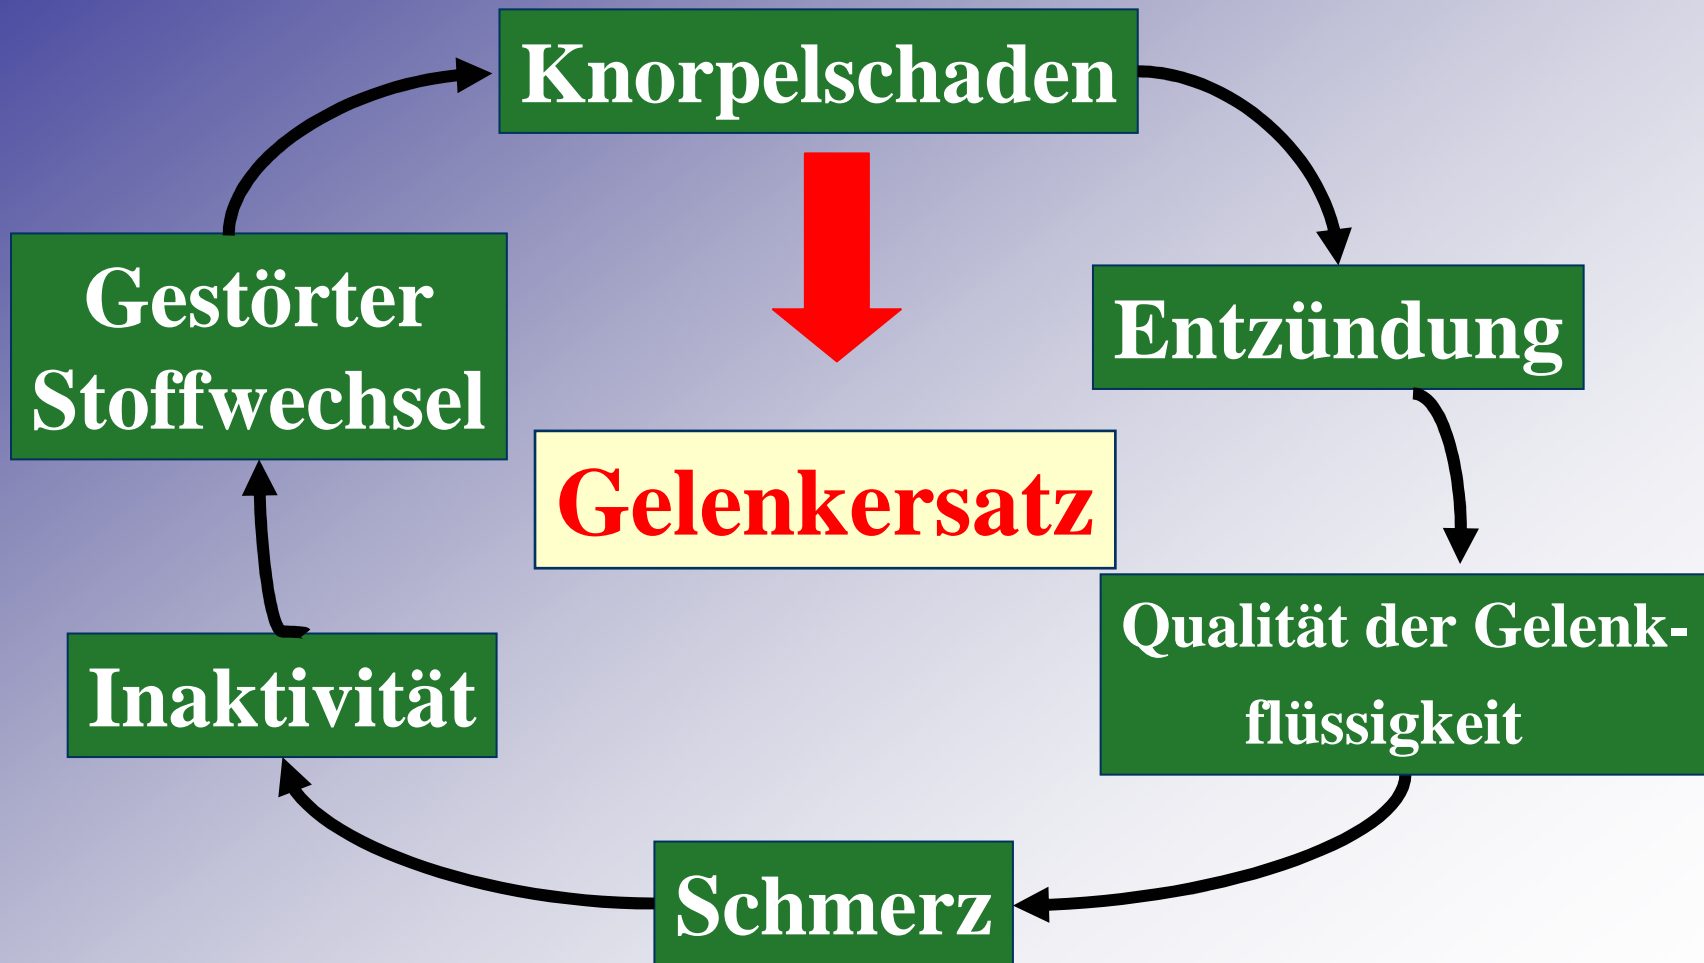 Knorpelschaden
Entzündung
Qualität der Gelenk-
flüssigkeit
Schmerz
Inaktivität
Gestörter
Stoffwechsel
Gelenkersatz